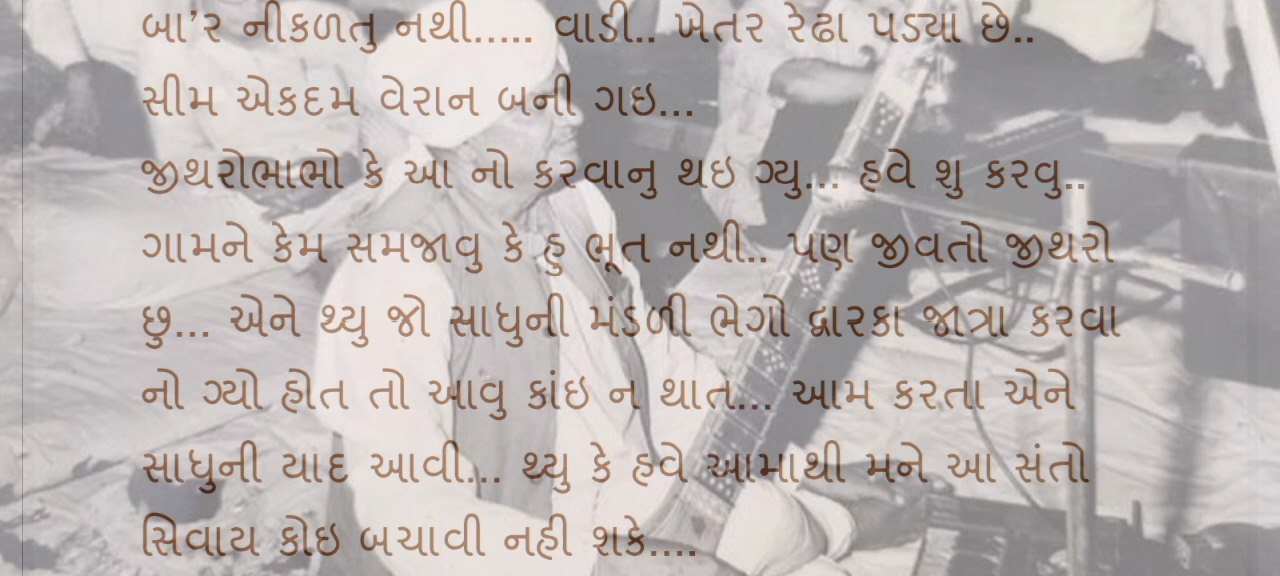 બા'ર નીકળતુ નથી..... વાડી.. ખેતર રેઢા પડ્યા છે..
સીમ એકદમ વેરાન બની ગઇ...
જીથરોભાભો કે આ નો કરવાનુ થઇ ગ્યુ... હવે શુ કરવુ..
ગામને કેમ સમજાવુ કે હુ ભૂત નથી.. પણ જીવતો જીથરો
છુ... એને થ્યુ જો સાધુની મંડળી ભેગો દ્વારકા જાત્રા કરવા
નો ગ્યો હોત તો આવુ કાંઇ ન થાત... આમ કરતા એને
સાધુની યાદ આવી... થ્યુ કે હવે આમાથી મને આ સંતો
સિવાય કોઇ બચાવી નહી શકે....